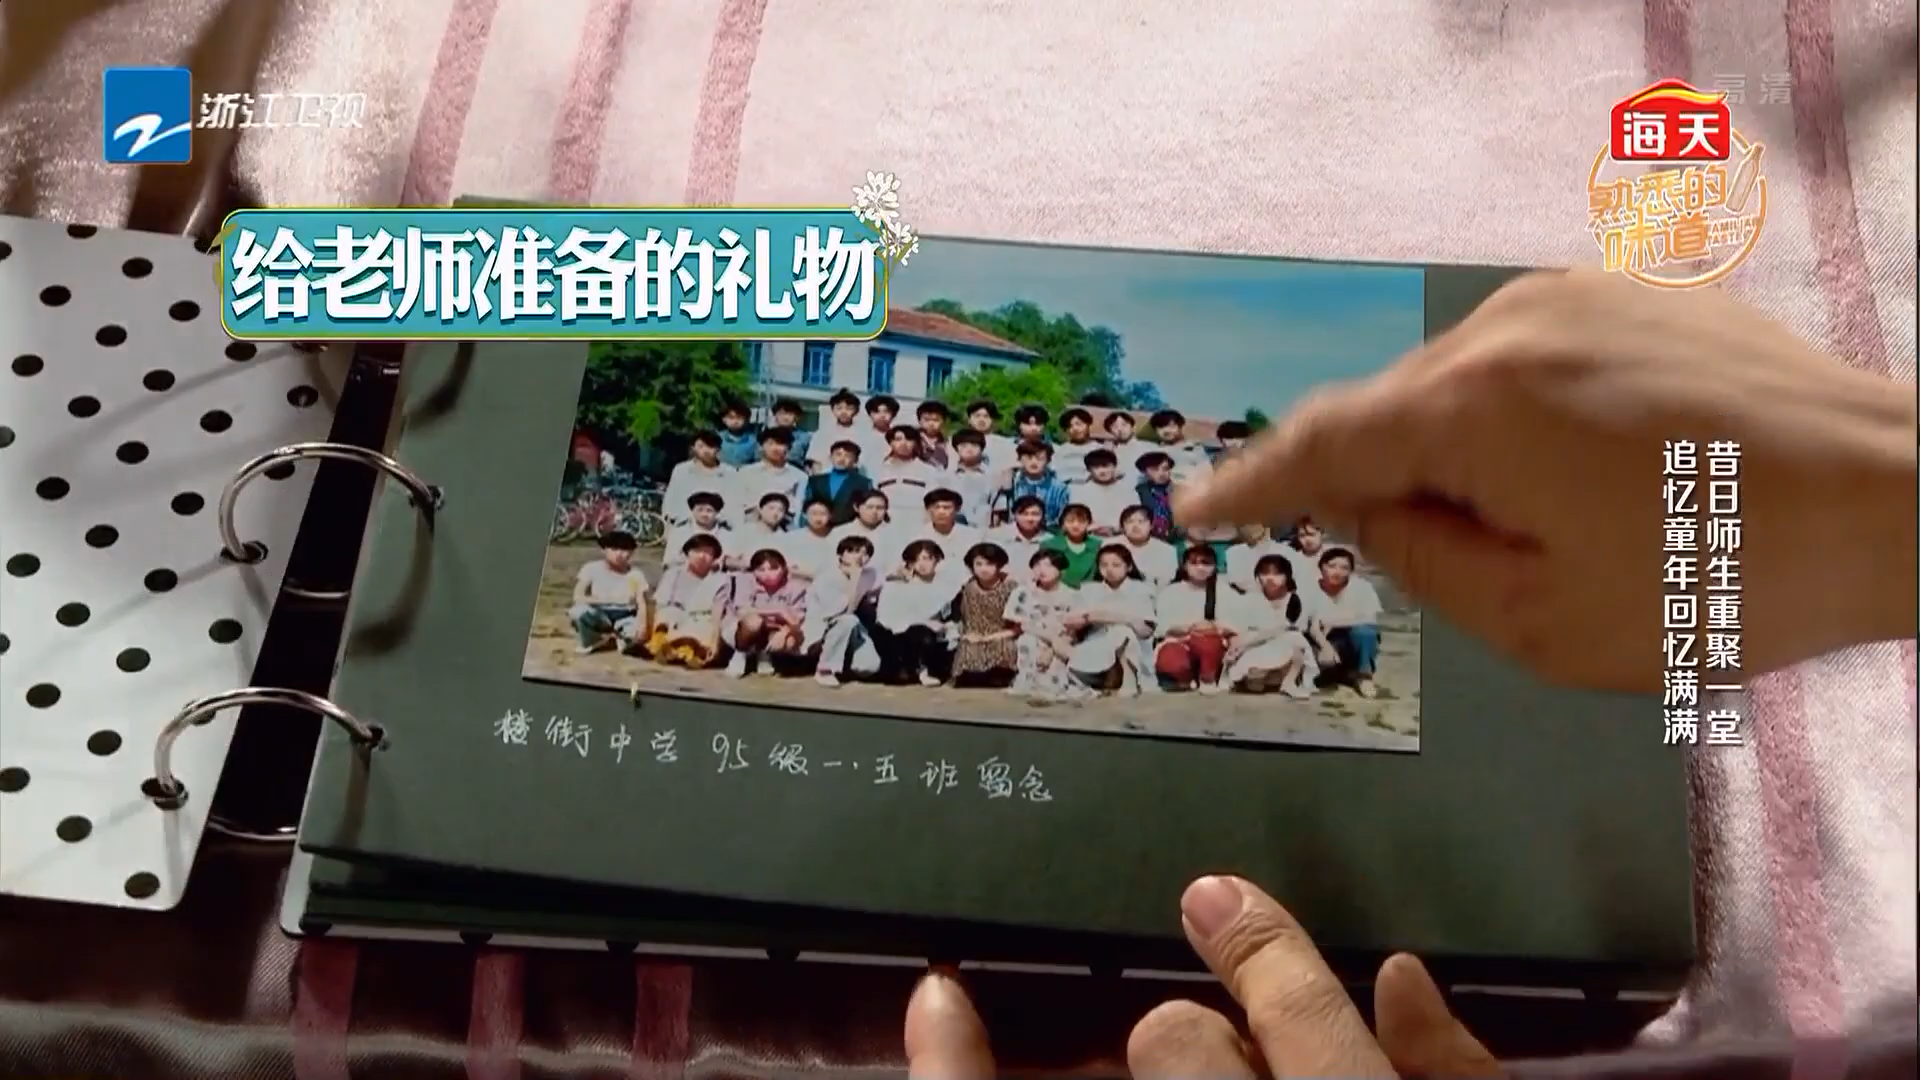 浙江卫视
高清
海天
熟悉的
味道
给老师准备的礼物
昔日师生重聚一堂
追忆童年回忆满满
楼街中学95级一·五班留念